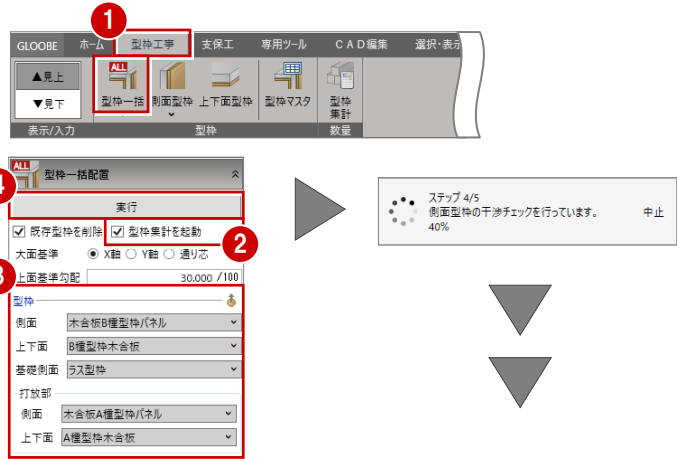 1
GLOOBE ホーム 型枠工事 支保工 専用ツール CAD編集 選択・表示
▲見上
▼見下
ALL
型枠一括 側面型枠 上下面型枠 型枠マスタ 型枠集計
表示/入力 型枠 数量
ALL
型枠一括配置
4
実行
既存型枠を削除 型枠集計を起動
2
大面基準 X軸 Y軸 通り芯
上面基準勾配 30.000 /100
3
型枠
側面 木合板B種型枠パネル
上下面 B種型枠木合板
基礎側面 ラス型枠
打放部
側面 木合板A種型枠パネル
上下面 A種型枠木合板
ステップ 4/5
側面型枠の干渉チェックを行っています。 中止
40%